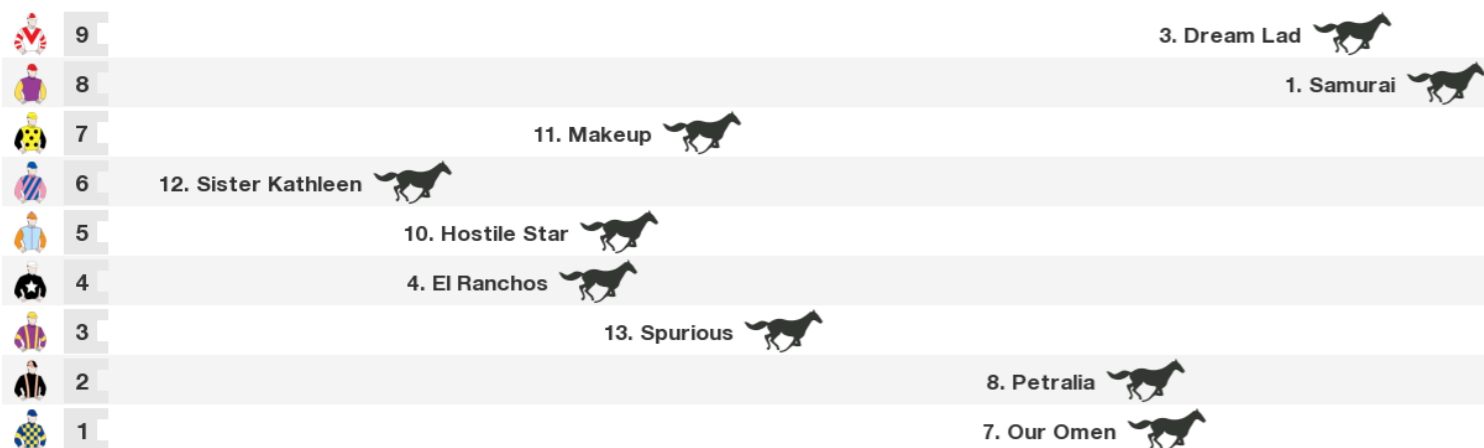 9 3. Dream Lad
8 1. Samurai
7 11. Makeup
6 12. Sister Kathleen
5 10. Hostile Star
4 4. El Ranchos
3 13. Spurious
2 8. Petralia
1 7. Our Omen